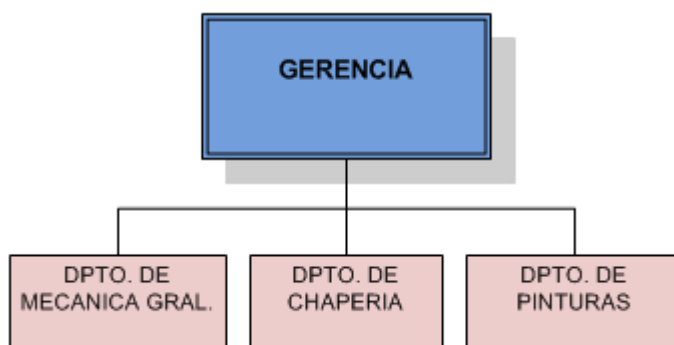 GERENCIA
DPTO. DE
MECANICA GRAL.
DPTO. DE
CHAPERIA
DPTO. DE
PINTURAS